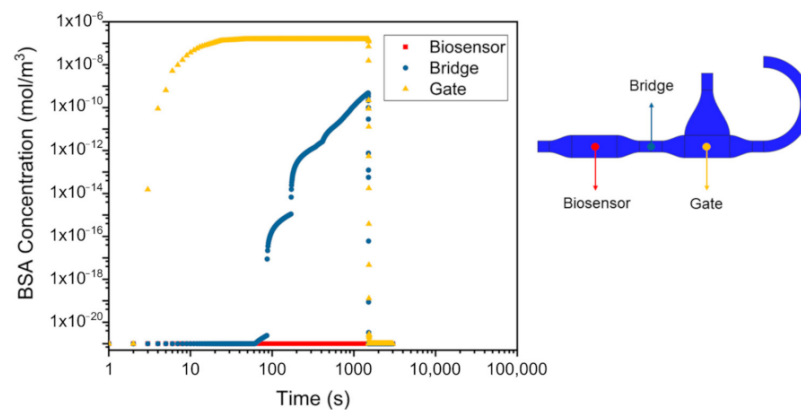 BSA Concentration (mol/m³)
1x10⁻⁶
1x10⁻⁸
1x10⁻¹⁰
1x10⁻¹²
1x10⁻¹⁴
1x10⁻¹⁶
1x10⁻¹⁸
1x10⁻²⁰
1 10 100 1000 10,000 100,000
Time (s)
Biosensor
Bridge
Gate
Bridge
Biosensor
Gate